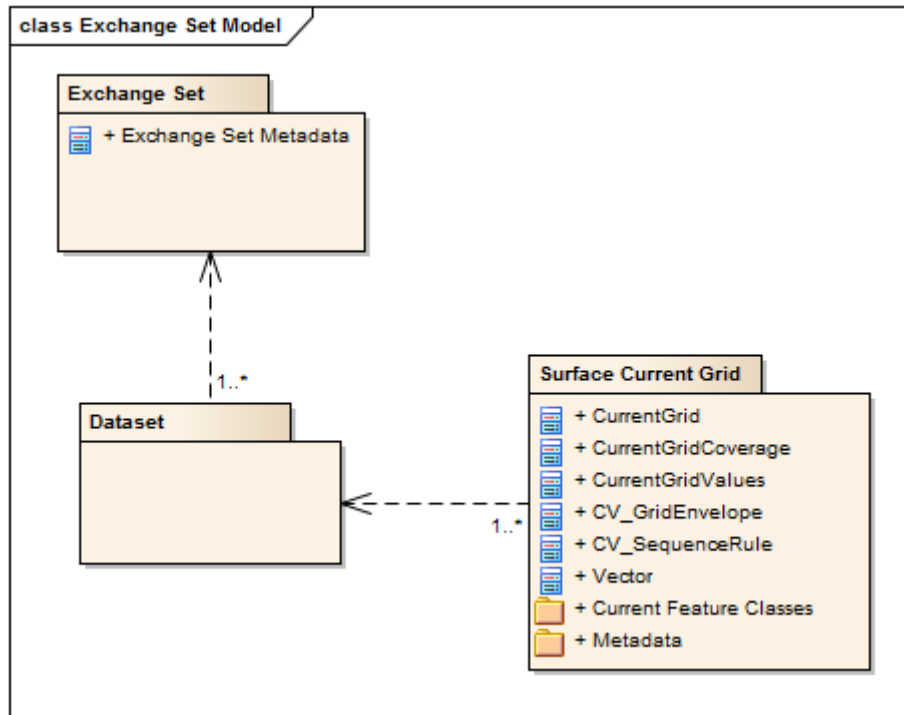 class Exchange Set Model
Exchange Set
+ Exchange Set Metadata
1..*
Dataset
Surface Current Grid
+ CurrentGrid
+ CurrentGridCoverage
+ CurrentGridValues
+ CV_GridEnvelope
+ CV_SequenceRule
+ Vector
+ Current Feature Classes
+ Metadata
1..*